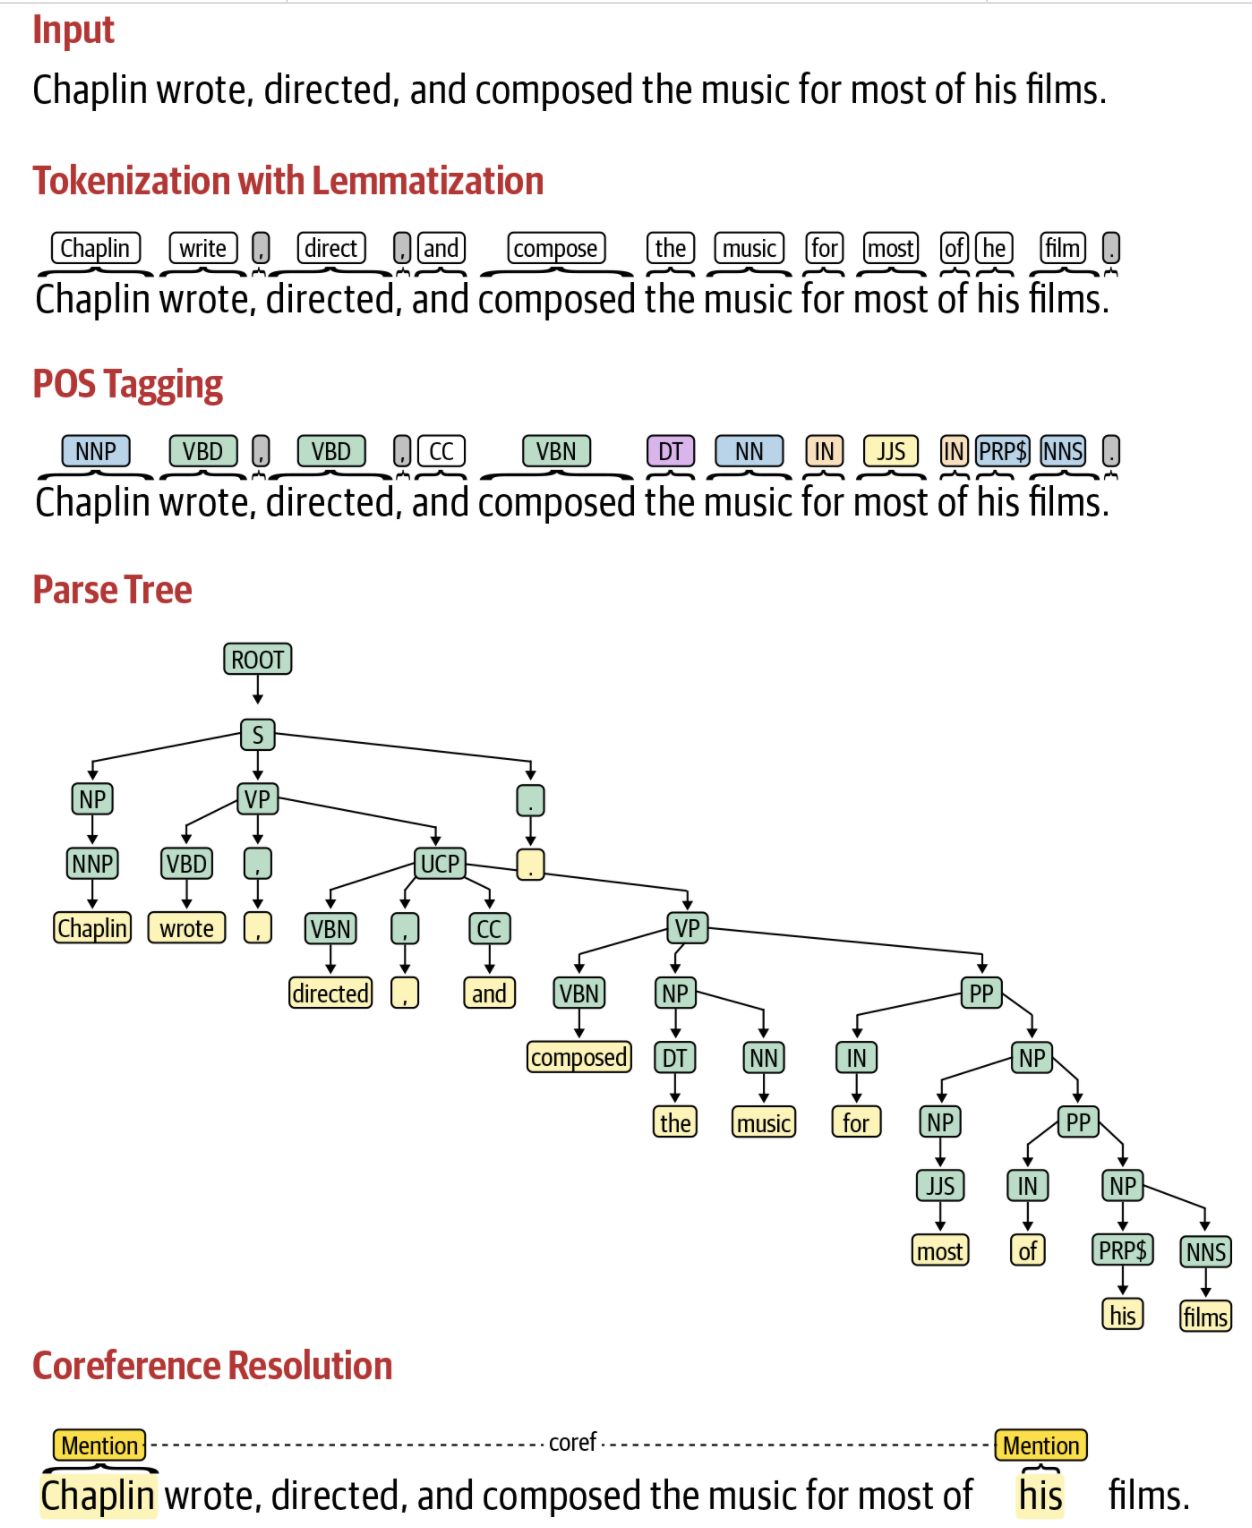 Input
Chaplin wrote, directed, and composed the music for most of his films.
Tokenization with Lemmatization
Chaplin write , direct , and compose the music for most of he film .
Chaplin wrote, directed, and composed the music for most of his films.
POS Tagging
NNP VBD , VBD , CC VBN DT NN IN JJS IN PRP$ NNS .
Chaplin wrote, directed, and composed the music for most of his films.
Parse Tree
ROOT
S
NP VP .
NNP VBD , UCP .
Chaplin wrote , VBN , CC VP
directed , and VBN NP PP
composed DT NN IN NP
the music for NP PP
JJS IN NP
most of PRP$ NNS
his films
Coreference Resolution
Mention coref Mention
Chaplin wrote, directed, and composed the music for most of his films.